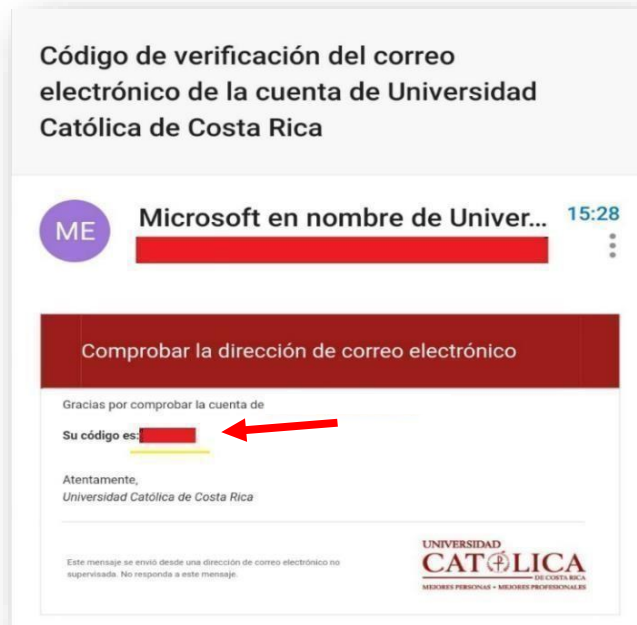 Código de verificación del correo
electrónico de la cuenta de Universidad
Católica de Costa Rica
ME
Microsoft en nombre de Univer...
15:28
Comprobar la dirección de correo electrónico
Gracias por comprobar la cuenta de
Su código es:
Atentamente,
Universidad Católica de Costa Rica
Este mensaje se envió desde una dirección de correo electrónico no
supervisada. No responda a este mensaje.
UNIVERSIDAD
CATÓLICA
DE COSTA RICA
MEJORES PERSONAS • MEJORES PROFESIONALES